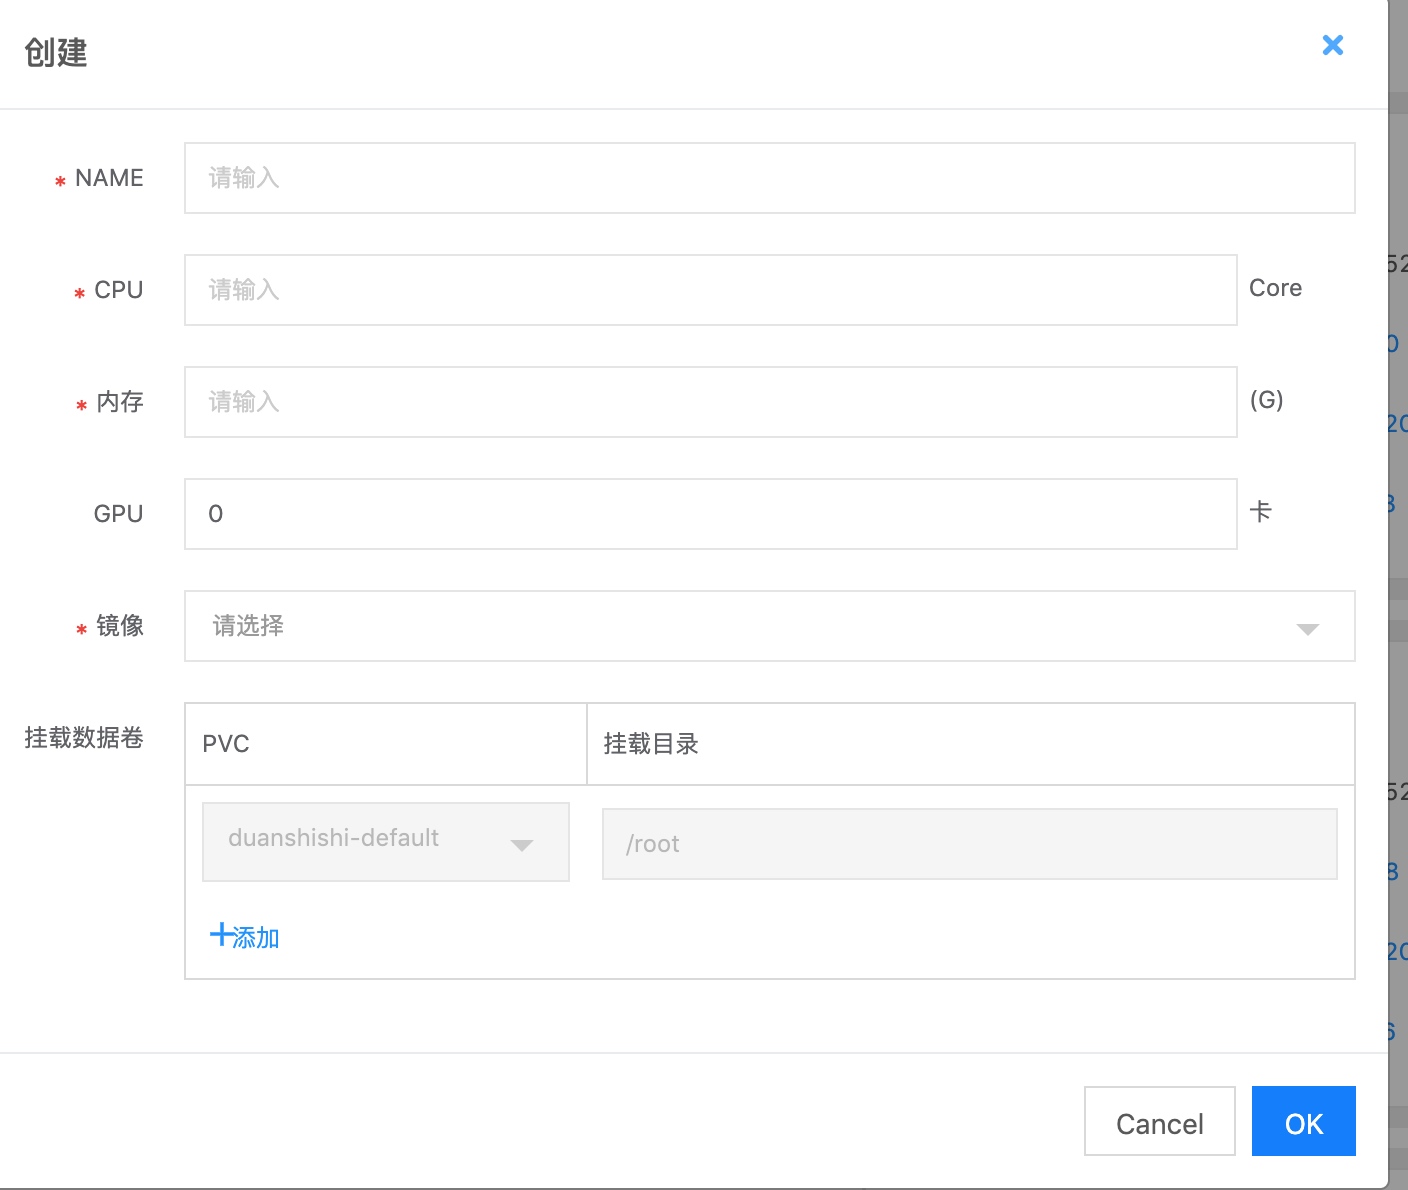 创建
* NAME 请输入
* CPU 请输入 Core
* 内存 请输入 (G)
GPU 0 卡
* 镜像 请选择
挂载数据卷 PVC 挂载目录
duanshishi-default /root
+添加
Cancel OK